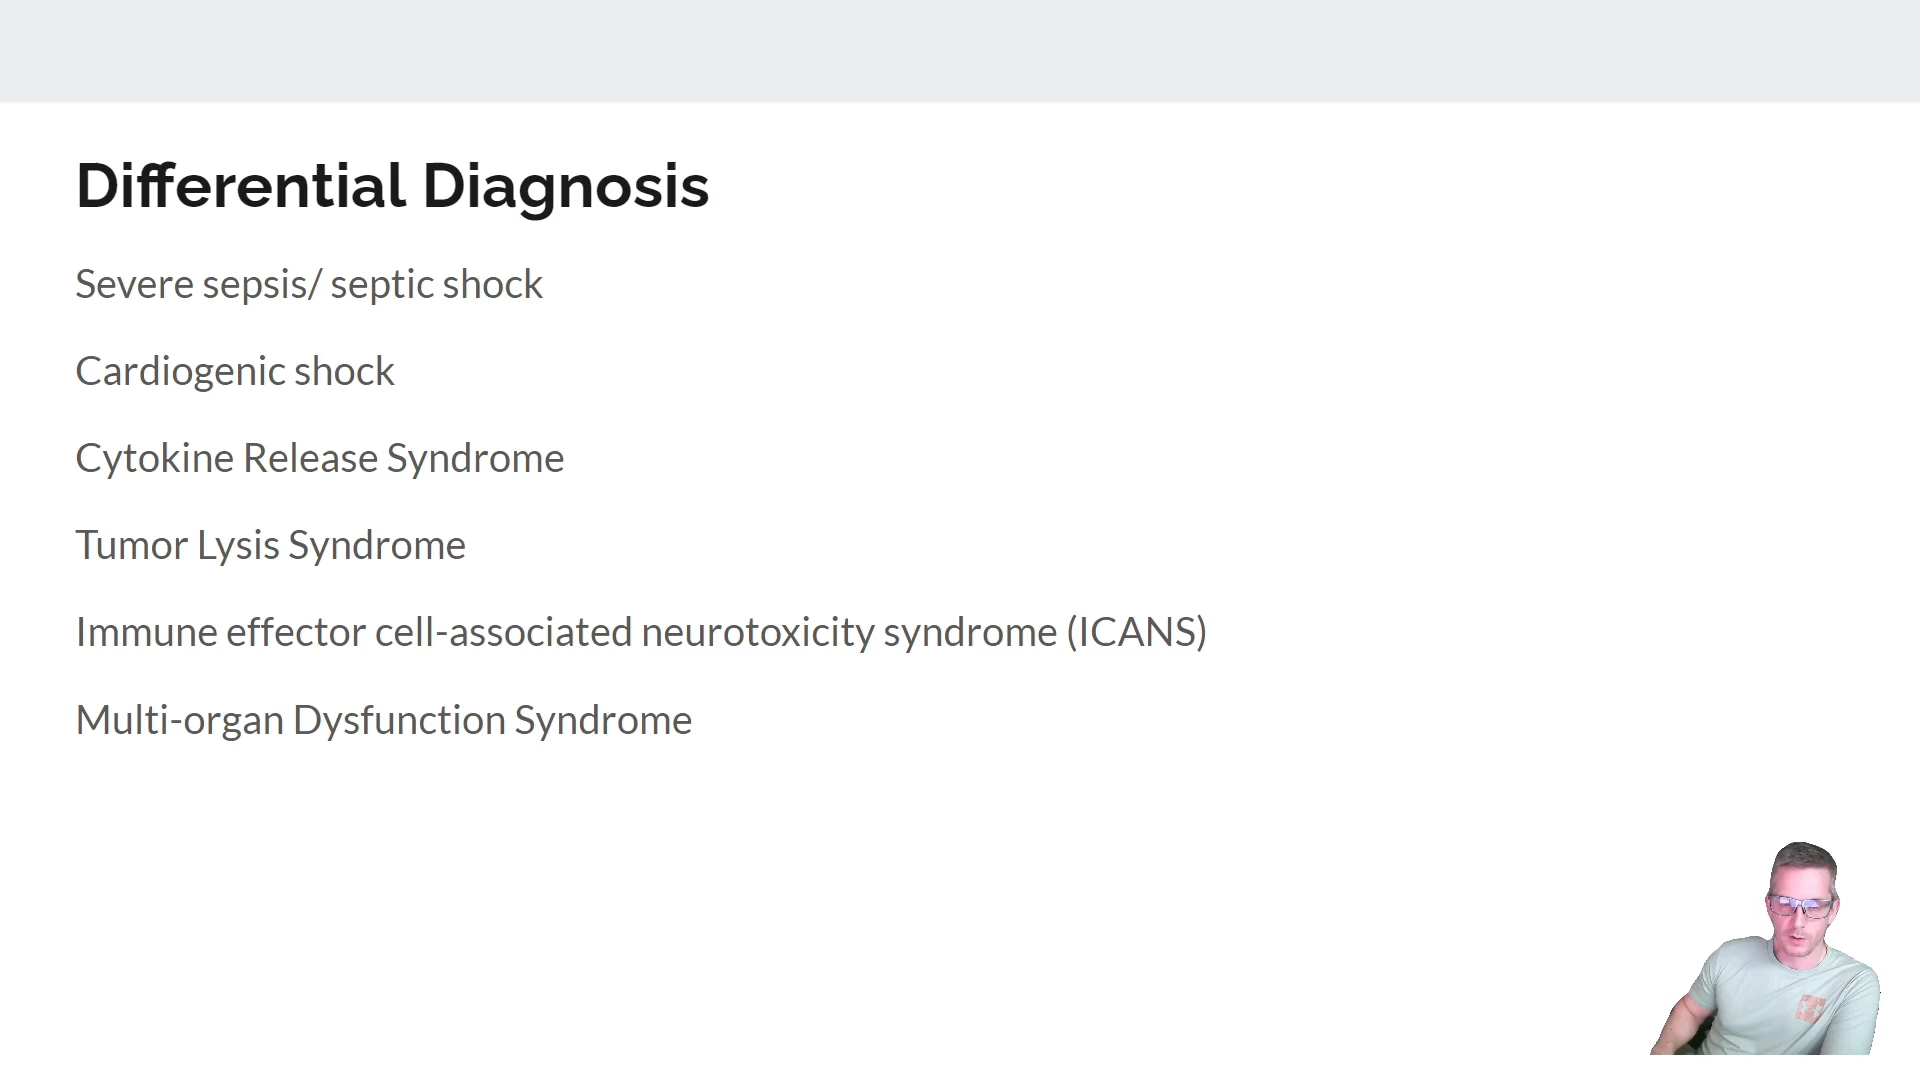 Differential Diagnosis
Severe sepsis/ septic shock
Cardiogenic shock
Cytokine Release Syndrome
Tumor Lysis Syndrome
Immune effector cell-associated neurotoxicity syndrome (ICANS)
Multi-organ Dysfunction Syndrome